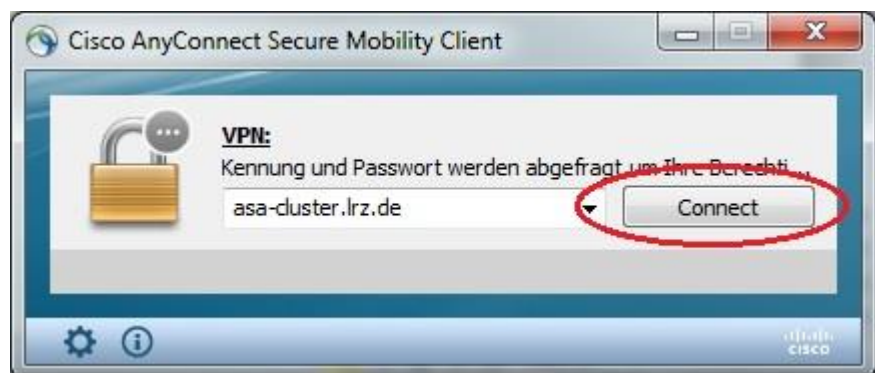 Cisco AnyConnect Secure Mobility Client
VPN:
Kennung und Passwort werden abgefragt um Ihre Berechti...
asa-cluster.lrz.de
Connect
CISCO